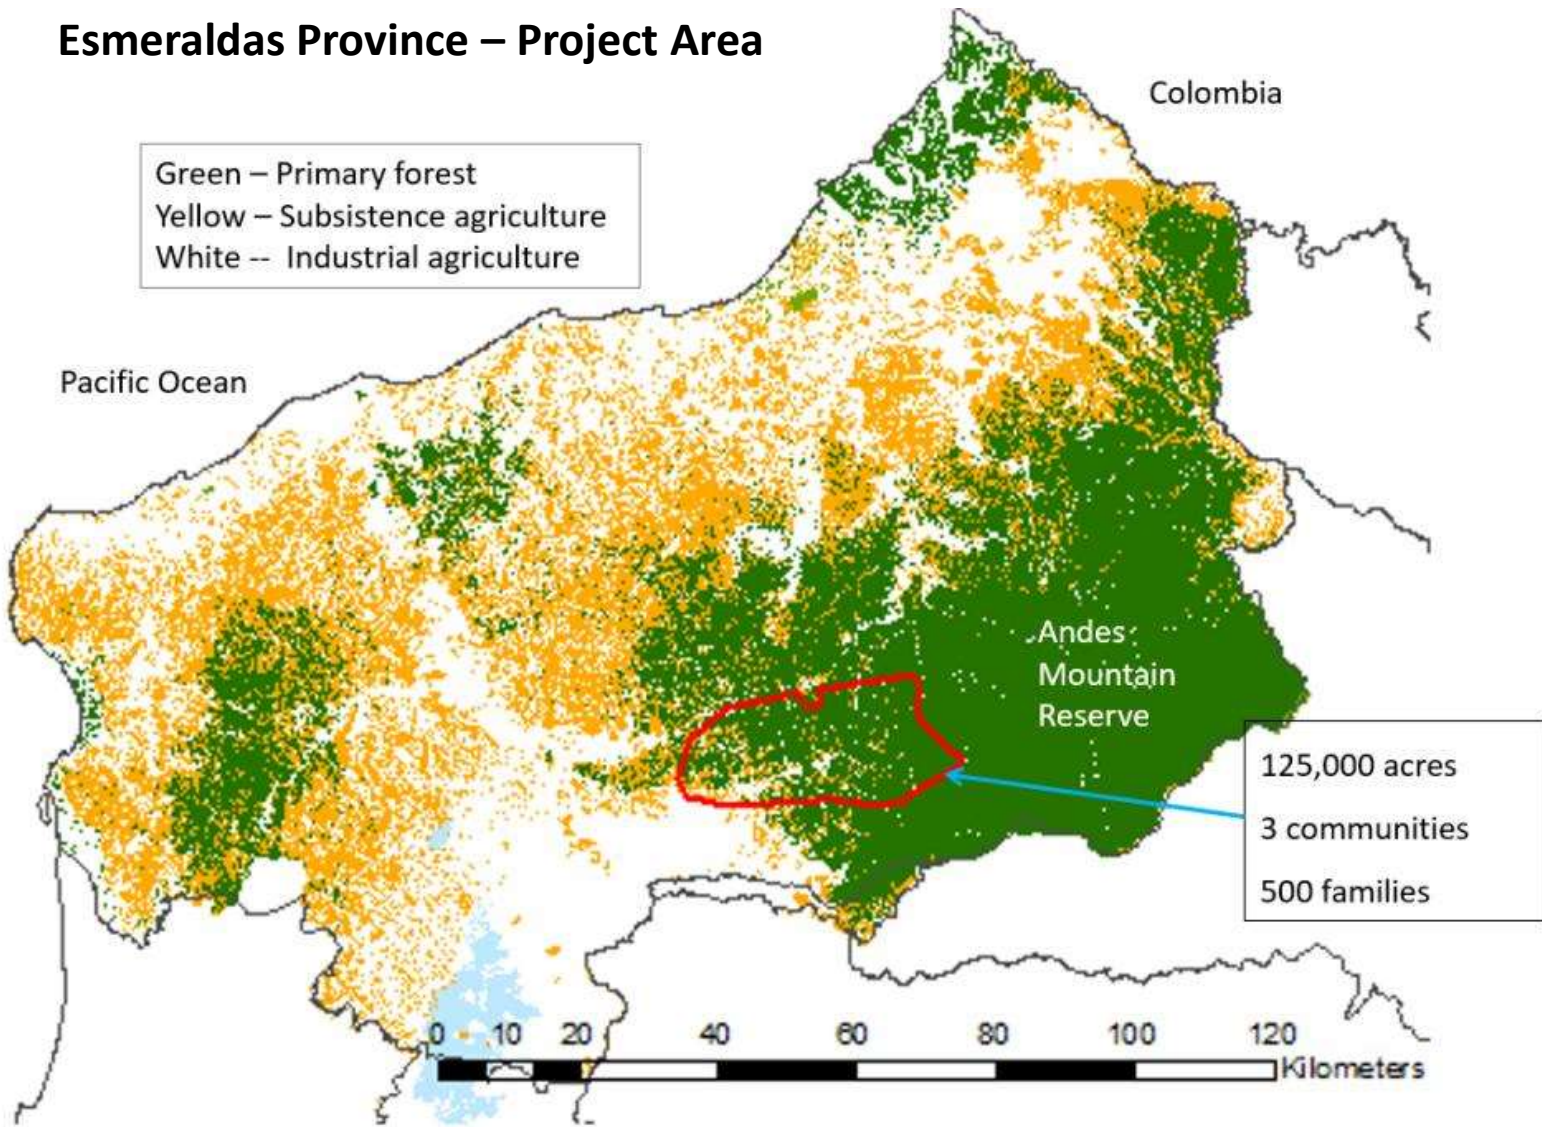 Esmeraldas Province – Project Area
Colombia
Green – Primary forest
Yellow – Subsistence agriculture
White -- Industrial agriculture
Pacific Ocean
Andes
Mountain
Reserve
125,000 acres
3 communities
500 families
0 10 20 40 60 80 100 120
Kilometers